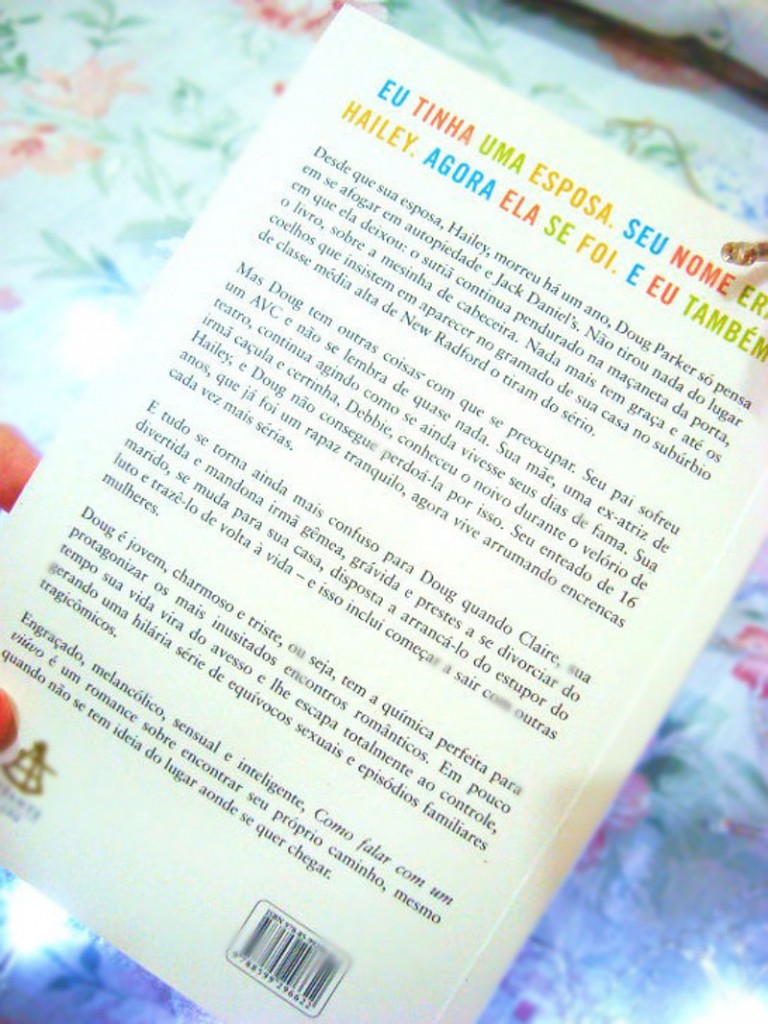 EU TINHA UMA ESPOSA. SEU NOME ERA
HAILEY. AGORA ELA SE FOI. E EU TAMBÉM
Desde que sua esposa, Hailey, morreu há um ano, Doug Parker só pensa
em se afogar em autopiedade e Jack Daniel's. Não tirou nada do lugar
em que ela deixou: o sutiã continua pendurado na maçaneta da porta,
o livro, sobre a mesinha de cabeceira. Nada mais tem graça e até os
coelhos que insistem em aparecer no gramado de sua casa no subúrbio
de classe média alta de New Radford o tiram do sério.
Mas Doug tem outras coisas com que se preocupar. Seu pai sofreu
um AVC e não se lembra de quase nada. Sua mãe, uma ex-atriz de
teatro, continua agindo como se ainda vivesse seus dias de fama. Sua
irmã caçula e certinha, Debbie, conheceu o noivo durante o velório de
Hailey, e Doug não consegue perdoá-la por isso. Seu enteado de 16
anos, que já foi um rapaz tranquilo, agora vive arrumando encrencas
cada vez mais sérias.
E tudo se torna ainda mais confuso para Doug quando Claire, sua
divertida e mandona irmã gêmea, grávida e prestes a se divorciar do
marido, se muda para sua casa, disposta a arrancá-lo do estupor do
luto e trazê-lo de volta à vida – e isso inclui começar a sair com outras
mulheres.
Doug é jovem, charmoso e triste, ou seja, tem a química perfeita para
protagonizar os mais inusitados encontros românticos. Em pouco
tempo sua vida vira do avesso e lhe escapa totalmente ao controle,
gerando uma hilária série de equívocos sexuais e episódios familiares
tragicômicos.
Engraçado, melancólico, sensual e inteligente, Como falar com um
viúvo é um romance sobre encontrar seu próprio caminho, mesmo
quando não se tem ideia do lugar aonde se quer chegar.